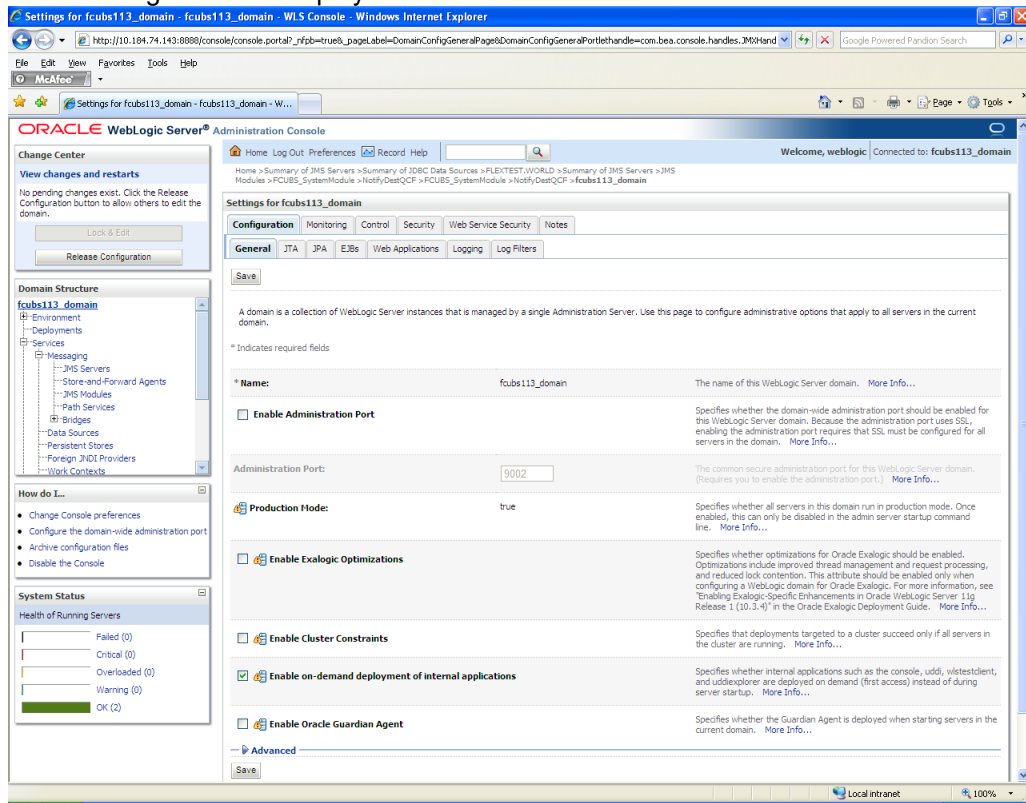 Settings for fcubs113_domain - fcubs113_domain - WLS Console - Windows Internet Explorer
http://10.184.74.143:8888/console/console.portal?_nfpb=true&_pageLabel=DomainConfigGeneralPage&DomainConfigGeneralPortlethandle=com.bea.console.handles.JMXHand
Google Powered Pandion Search
File Edit View Favorites Tools Help
McAfee
Settings for fcubs113_domain - fcubs113_domain - W...
Page Tools
ORACLE WebLogic Server® Administration Console
Change Center
View changes and restarts
No pending changes exist. Click the Release
Configuration button to allow others to edit the
domain.
Lock & Edit
Release Configuration
Domain Structure
fcubs113_domain
Environment
Deployments
Services
Messaging
JMS Servers
Store-and-Forward Agents
JMS Modules
Path Services
Bridges
Data Sources
Persistent Stores
Foreign JNDI Providers
Work Contexts
How do I...
Change Console preferences
Configure the domain-wide administration port
Archive configuration files
Disable the Console
System Status
Health of Running Servers
Failed (0)
Critical (0)
Overloaded (0)
Warning (0)
OK (2)
Home Log Out Preferences Record Help
Welcome, weblogic Connected to: fcubs113_domain
Home >Summary of JMS Servers >Summary of JDBC Data Sources >FLEXTEST.WORLD >Summary of JMS Servers >JMS
Modules >FCUBS_SystemModule >NotifyDestQCF >FCUBS_SystemModule >NotifyDestQCF >fcubs113_domain
Settings for fcubs113_domain
Configuration Monitoring Control Security Web Service Security Notes
General JTA JPA EJBs Web Applications Logging Log Filters
Save
A domain is a collection of WebLogic Server instances that is managed by a single Administration Server. Use this page to configure administrative options that apply to all servers in the current
domain.
* Indicates required fields
* Name: fcubs113_domain The name of this WebLogic Server domain. More Info...
Enable Administration Port
Specifies whether the domain-wide administration port should be enabled for
this WebLogic Server domain. Because the administration port uses SSL,
enabling the administration port requires that SSL must be configured for all
servers in the domain. More Info...
Administration Port: 9002
The common secure administration port for this WebLogic Server domain.
(Requires you to enable the administration port.) More Info...
Production Mode: true
Specifies whether all servers in this domain run in production mode. Once
enabled, this can only be disabled in the admin server startup command
line. More Info...
Enable Exalogic Optimizations
Specifies whether optimizations for Oracle Exalogic should be enabled.
Optimizations include improved thread management and request processing,
and reduced lock contention. This attribute should be enabled only when
configuring a WebLogic domain for Oracle Exalogic. For more information, see
"Enabling Exalogic-Specific Enhancements in Oracle WebLogic Server 11g
Release 1 (10.3.4)" in the Oracle Exalogic Deployment Guide. More Info...
Enable Cluster Constraints
Specifies that deployments targeted to a cluster succeed only if all servers in
the cluster are running. More Info...
Enable on-demand deployment of internal applications
Specifies whether internal applications such as the console, uddi, wlstestclient,
and uddiexplorer are deployed on demand (first access) instead of during
server startup. More Info...
Enable Oracle Guardian Agent
Specifies whether the Guardian Agent is deployed when starting servers in the
current domain. More Info...
Advanced
Save
Local intranet
100%